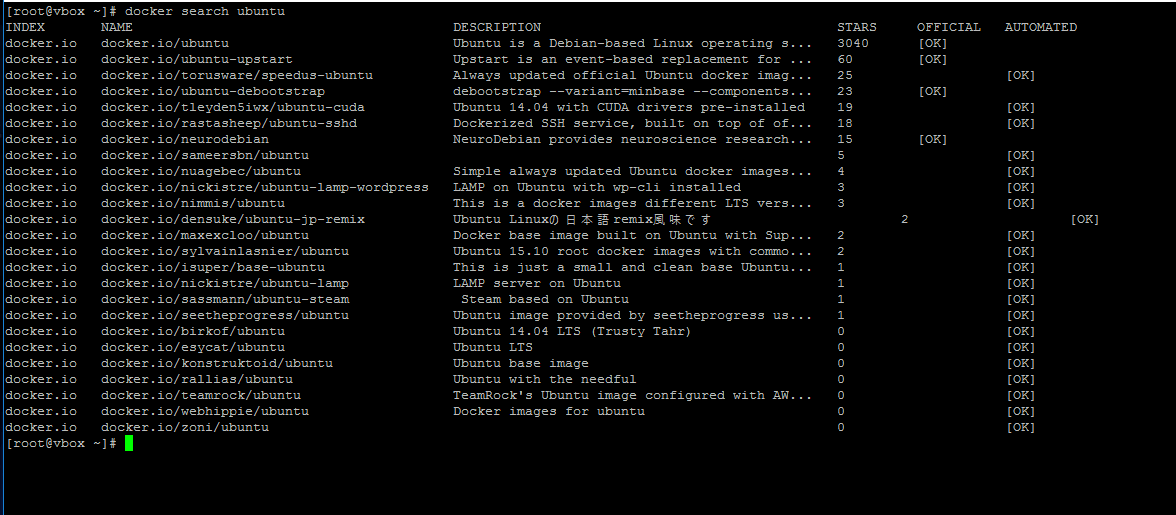 [root@vbox ~]# docker search ubuntu
INDEX NAME DESCRIPTION STARS OFFICIAL AUTOMATED
docker.io docker.io/ubuntu Ubuntu is a Debian-based Linux operating s... 3040 [OK]
docker.io docker.io/ubuntu-upstart Upstart is an event-based replacement for ... 60 [OK]
docker.io docker.io/torusware/speedus-ubuntu Always updated official Ubuntu docker imag... 25 [OK]
docker.io docker.io/ubuntu-debootstrap debootstrap --variant=minbase --components... 23 [OK]
docker.io docker.io/tleyden5iwx/ubuntu-cuda Ubuntu 14.04 with CUDA drivers pre-installed 19 [OK]
docker.io docker.io/rastasheep/ubuntu-sshd Dockerized SSH service, built on top of of... 18 [OK]
docker.io docker.io/neurodebian NeuroDebian provides neuroscience research... 15 [OK]
docker.io docker.io/sameersbn/ubuntu 5 [OK]
docker.io docker.io/nuagebec/ubuntu Simple always updated Ubuntu docker images... 4 [OK]
docker.io docker.io/nickistre/ubuntu-lamp-wordpress LAMP on Ubuntu with wp-cli installed 3 [OK]
docker.io docker.io/nimmis/ubuntu This is a docker images different LTS vers... 3 [OK]
docker.io docker.io/densuke/ubuntu-jp-remix Ubuntu Linuxの日本語remix風味です 2 [OK]
docker.io docker.io/maxexcloo/ubuntu Docker base image built on Ubuntu with Sup... 2 [OK]
docker.io docker.io/sylvainlasnier/ubuntu Ubuntu 15.10 root docker images with commo... 2 [OK]
docker.io docker.io/isuper/base-ubuntu This is just a small and clean base Ubuntu... 1 [OK]
docker.io docker.io/nickistre/ubuntu-lamp LAMP server on Ubuntu 1 [OK]
docker.io docker.io/sassmann/ubuntu-steam Steam based on Ubuntu 1 [OK]
docker.io docker.io/seetheprogress/ubuntu Ubuntu image provided by seetheprogress us... 1 [OK]
docker.io docker.io/birkof/ubuntu Ubuntu 14.04 LTS (Trusty Tahr) 0 [OK]
docker.io docker.io/esycat/ubuntu Ubuntu LTS 0 [OK]
docker.io docker.io/konstruktoid/ubuntu Ubuntu base image 0 [OK]
docker.io docker.io/rallias/ubuntu Ubuntu with the needful 0 [OK]
docker.io docker.io/teamrock/ubuntu TeamRock's Ubuntu image configured with AW... 0 [OK]
docker.io docker.io/webhippie/ubuntu Docker images for ubuntu 0 [OK]
docker.io docker.io/zoni/ubuntu 0 [OK]
[root@vbox ~]#